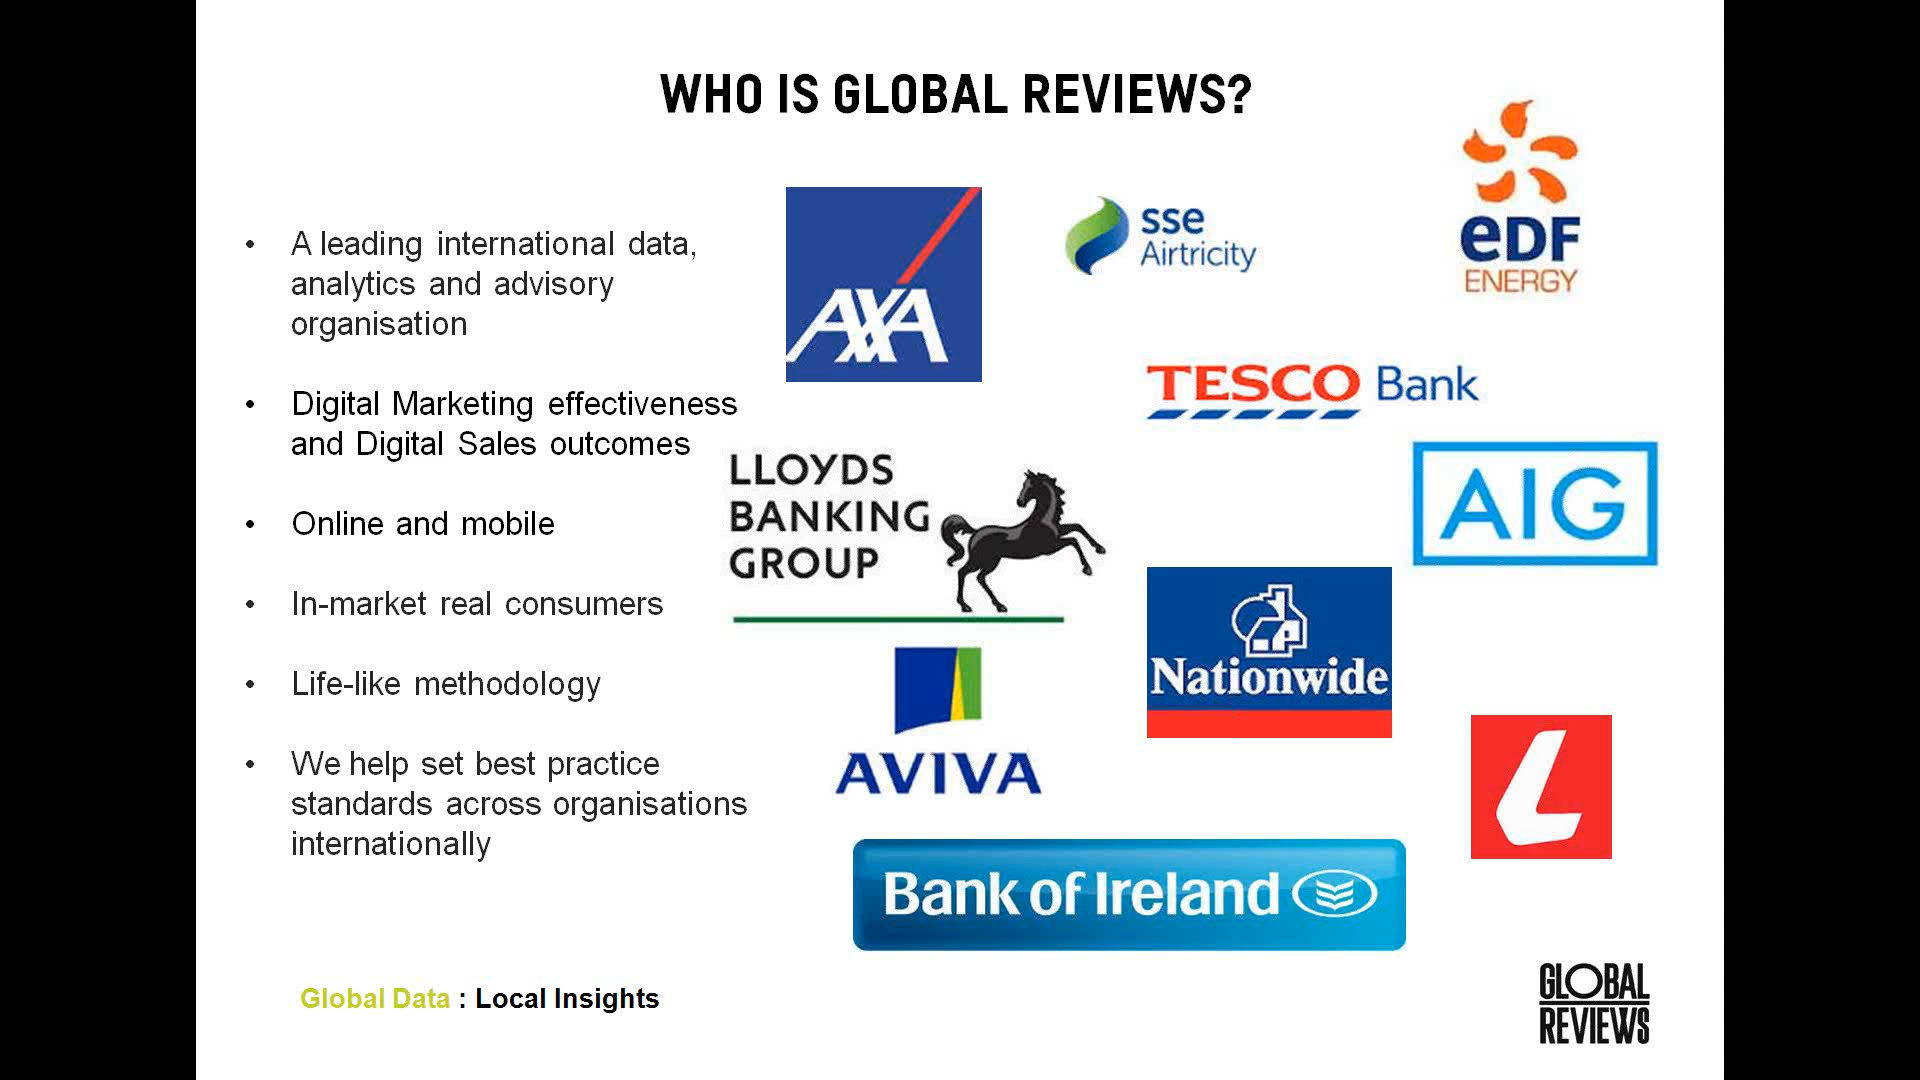 WHO IS GLOBAL REVIEWS?
• A leading international data,
analytics and advisory
organisation
• Digital Marketing effectiveness
and Digital Sales outcomes
• Online and mobile
• In-market real consumers
• Life-like methodology
• We help set best practice
standards across organisations
internationally
Global Data : Local Insights
AXA
sse
Airtricity
eDF
ENERGY
TESCO Bank
LLOYDS
BANKING
GROUP
AIG
Nationwide
AVIVA
L
Bank of Ireland
GLOBAL
REVIEWS